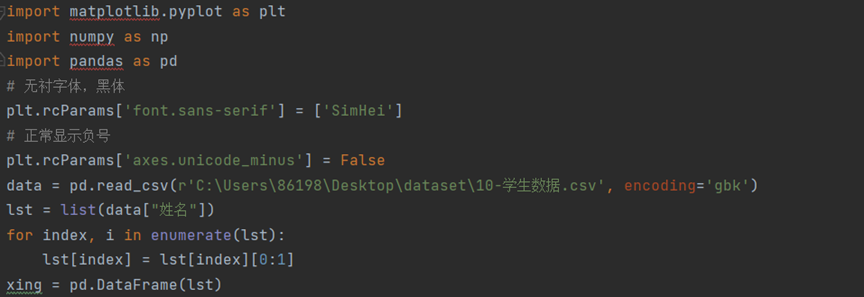 import matplotlib.pyplot as plt
import numpy as np
import pandas as pd
# 无衬字体，黑体
plt.rcParams['font.sans-serif'] = ['SimHei']
# 正常显示负号
plt.rcParams['axes.unicode_minus'] = False
data = pd.read_csv(r'C:\Users\86198\Desktop\dataset\10-学生数据.csv', encoding='gbk')
lst = list(data["姓名"])
for index, i in enumerate(lst):
    lst[index] = lst[index][0:1]
xing = pd.DataFrame(lst)